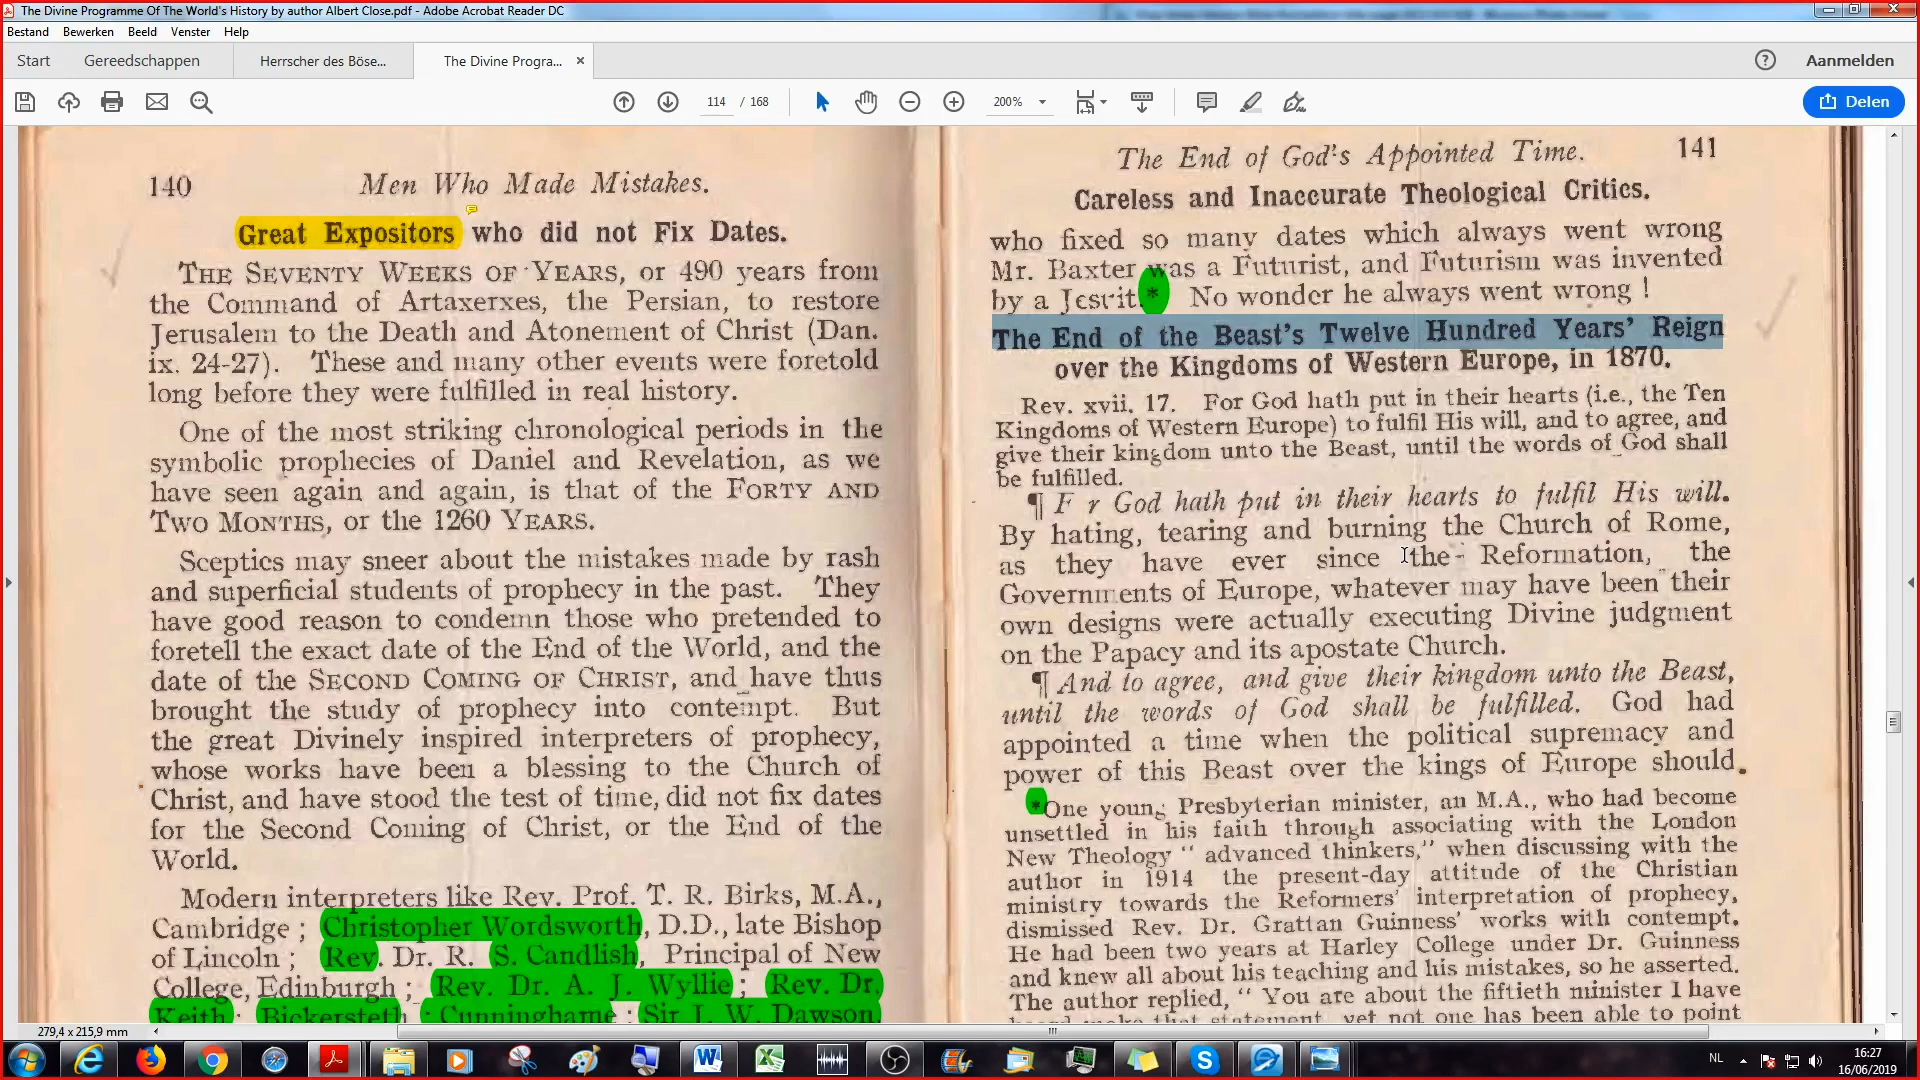 The Divine Programme Of The World's History by author Albert Close.pdf - Adobe Acrobat Reader DC
Bestand Bewerken Beeld Venster Help
Start Gereedschappen Herrscher des Böse... The Divine Progra... × Aanmelden
114 / 168 200% Delen
140 Men Who Made Mistakes.
Great Expositors who did not Fix Dates.
THE SEVENTY WEEKS OF YEARS, or 490 years from
the Command of Artaxerxes, the Persian, to restore
Jerusalem to the Death and Atonement of Christ (Dan.
ix. 24-27). These and many other events were foretold
long before they were fulfilled in real history.
One of the most striking chronological periods in the
symbolic prophecies of Daniel and Revelation, as we
have seen again and again, is that of the FORTY AND
TWO MONTHS, or the 1260 YEARS.
Sceptics may sneer about the mistakes made by rash
and superficial students of prophecy in the past. They
have good reason to condemn those who pretended to
foretell the exact date of the End of the World, and the
date of the SECOND COMING OF CHRIST, and have thus
brought the study of prophecy into contempt. But
the great Divinely inspired interpreters of prophecy,
whose works have been a blessing to the Church of
Christ, and have stood the test of time, did not fix dates
for the Second Coming of Christ, or the End of the
World.
Modern interpreters like Rev. Prof. T. R. Birks, M.A.,
Cambridge ; Christopher Wordsworth, D.D., late Bishop
of Lincoln ; Rev. Dr. R. S. Candlish, Principal of New
College, Edinburgh ; Rev. Dr. A. J. Wyllie ; Rev. Dr.
Keith ; Bickersteth ; Cunninghame ; Sir J. W. Dawson,
The End of God's Appointed Time. 141
Careless and Inaccurate Theological Critics.
who fixed so many dates which always went wrong
Mr. Baxter was a Futurist, and Futurism was invented
by a Jesuit.* No wonder he always went wrong !
The End of the Beast's Twelve Hundred Years' Reign
over the Kingdoms of Western Europe, in 1870.
Rev. xvii. 17. For God hath put in their hearts (i.e., the Ten
Kingdoms of Western Europe) to fulfil His will, and to agree, and
give their kingdom unto the Beast, until the words of God shall
be fulfilled.
¶ F r God hath put in their hearts to fulfil His will.
By hating, tearing and burning the Church of Rome,
as they have ever since the Reformation, the
Governments of Europe, whatever may have been their
own designs were actually executing Divine judgment
on the Papacy and its apostate Church.
¶ And to agree, and give their kingdom unto the Beast,
until the words of God shall be fulfilled. God had
appointed a time when the political supremacy and
power of this Beast over the kings of Europe should
*One young Presbyterian minister, an M.A., who had become
unsettled in his faith through associating with the London
New Theology " advanced thinkers," when discussing with the
author in 1914 the present-day attitude of the Christian
ministry towards the Reformers' interpretation of prophecy,
dismissed Rev. Dr. Grattan Guinness' works with contempt.
He had been two years at Harley College under Dr. Guinness
and knew all about his teaching and his mistakes, so he asserted.
The author replied, " You are about the fiftieth minister I have
heard make that statement, yet not one has been able to point
279,4 x 215,9 mm
NL 16:27
16/06/2019